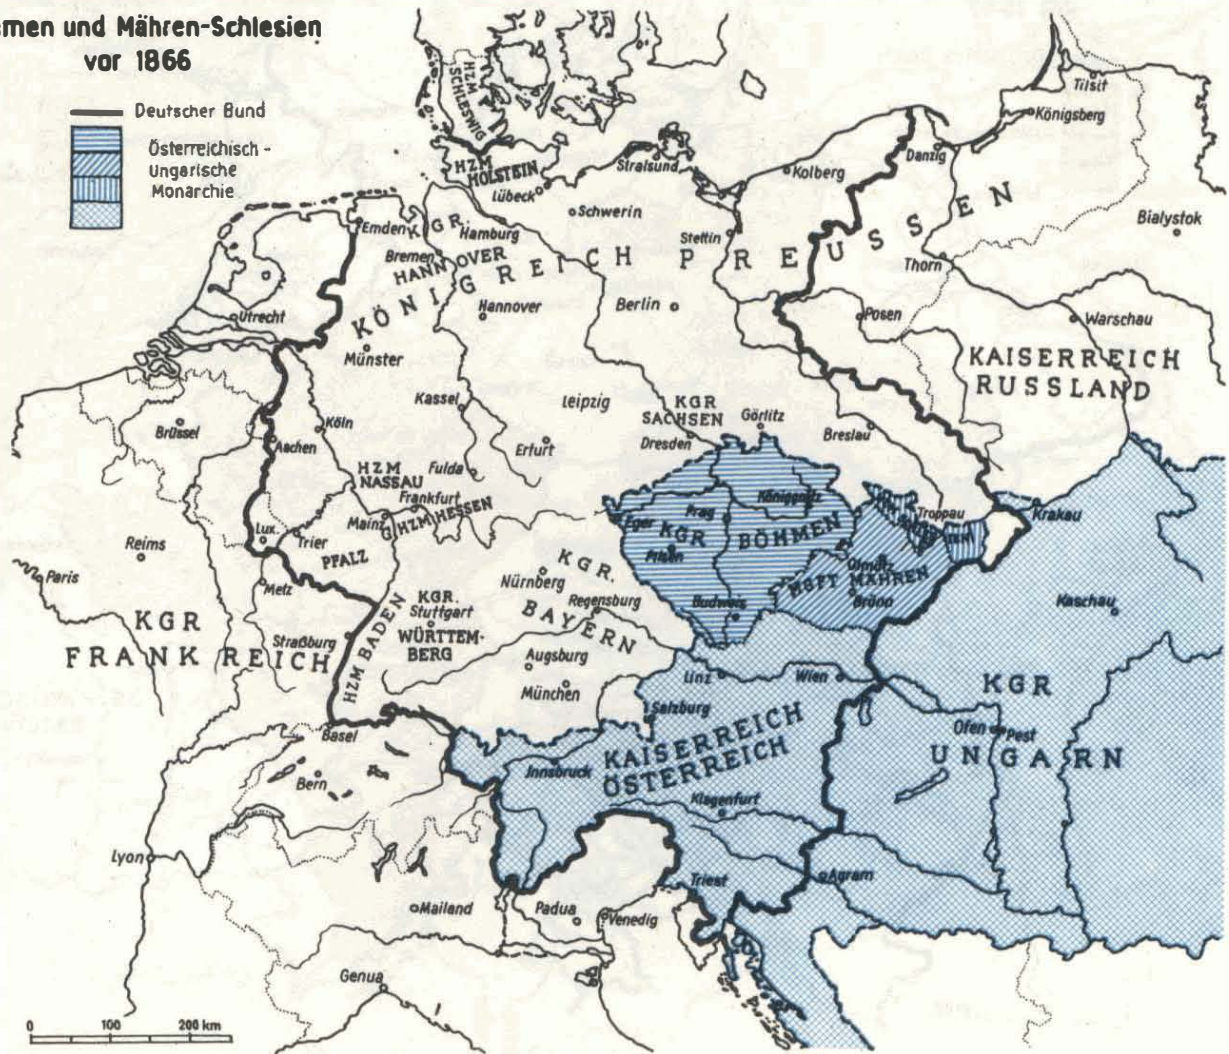 men und Mähren-Schlesien
vor 1866
Deutscher Bund
Österreichisch -
Ungarische
Monarchie
HZM
SCHLESWIG
HZM
HOLSTEIN
Lübeck
Stralsund
Kolberg
Danzig
Königsberg
Tilsit
Schwerin
Stettin
Bialystok
Emden
KGR.
HANNOVER
Hamburg
Bremen
KÖNIGREICH PREUSSEN
Hannover
Berlin
Thorn
Posen
Warschau
Utrecht
Münster
KAISERREICH
RUSSLAND
Kassel
Leipzig
KGR
SACHSEN
Görlitz
Dresden
Breslau
Brüssel
Köln
Aachen
Erfurt
Fulda
HZM
NASSAU
Frankfurt
Mainz
G HZM HESSEN
Lux.
Trier
PFALZ
Eger
Prag
KGR BÖHMEN
Königgrätz
Pilsen
Budweis
Troppau
Krakau
Olmütz
MGFT MÄHREN
Brünn
Reims
Paris
Metz
KGR
FRANKREICH
Straßburg
HZM BADEN
KGR.
Stuttgart
WÜRTTEM-
BERG
Nürnberg
KGR.
BAYERN
Regensburg
Augsburg
München
Kaschau
Linz
Wien
Salzburg
KGR
UNGARN
Ofen
Pest
KAISERREICH
ÖSTERREICH
Basel
Bern
Innsbruck
Klagenfurt
Lyon
Triest
Agram
Mailand
Padua
Venedig
Genua
0 100 200 km